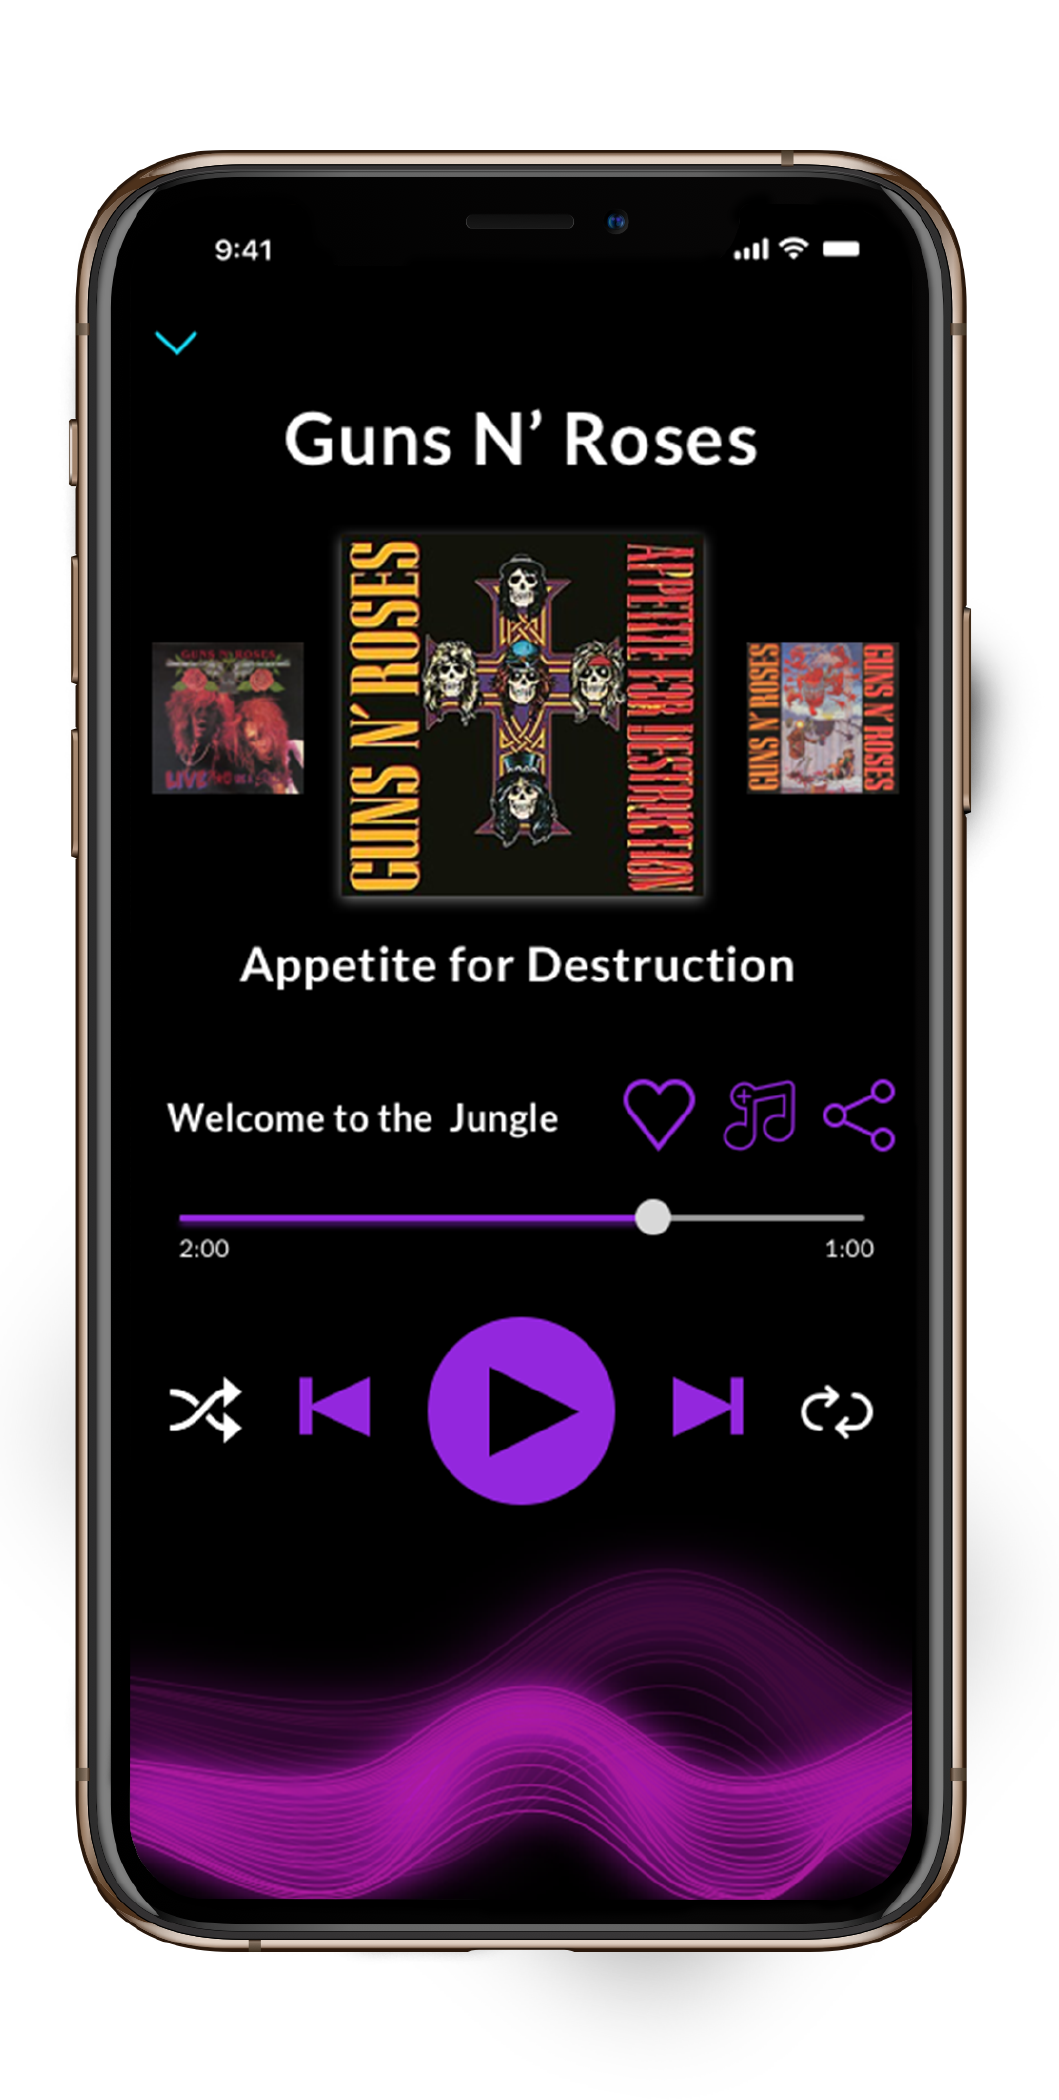 9:41
Guns N’ Roses
GUNS N' ROSES
LIVE
GUNS N' ROSES
APPETITE FOR DESTRUCTION
GUNS N' ROSES
GUNS N' ROSES
Appetite for Destruction
Welcome to the Jungle
2:00
1:00